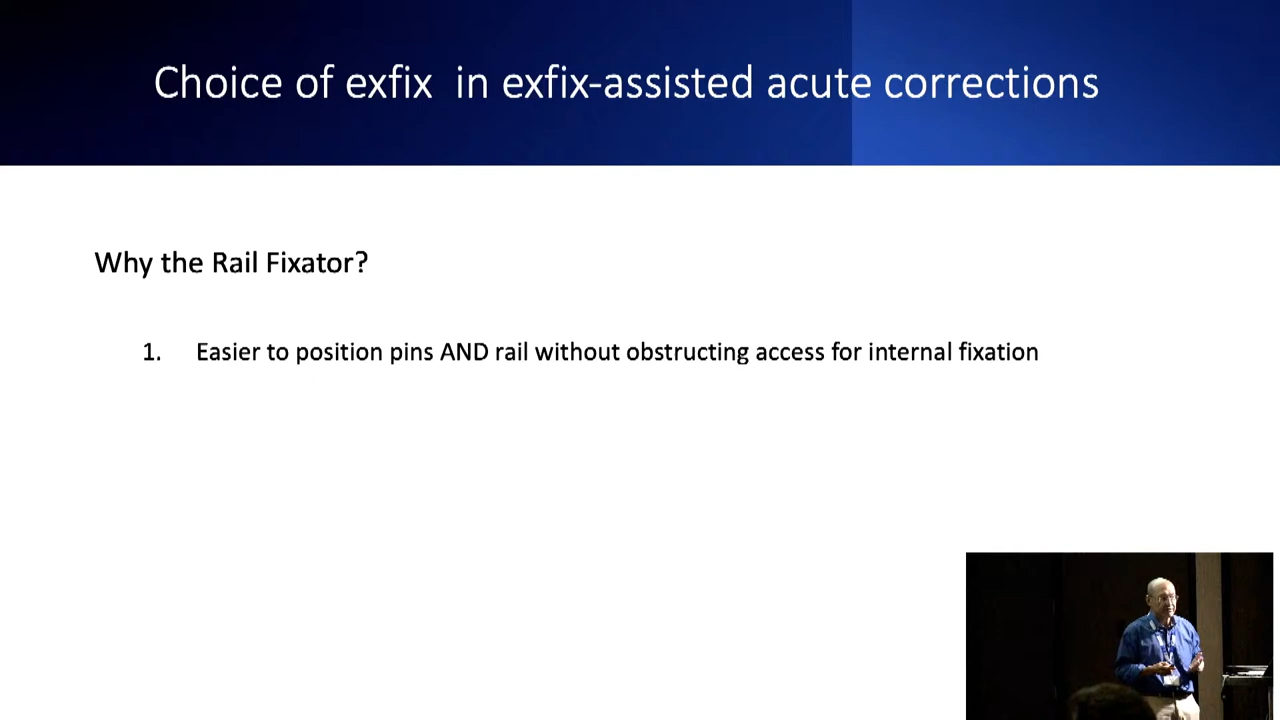 Choice of exfix in exfix-assisted acute corrections
Why the Rail Fixator?
1. Easier to position pins AND rail without obstructing access for internal fixation